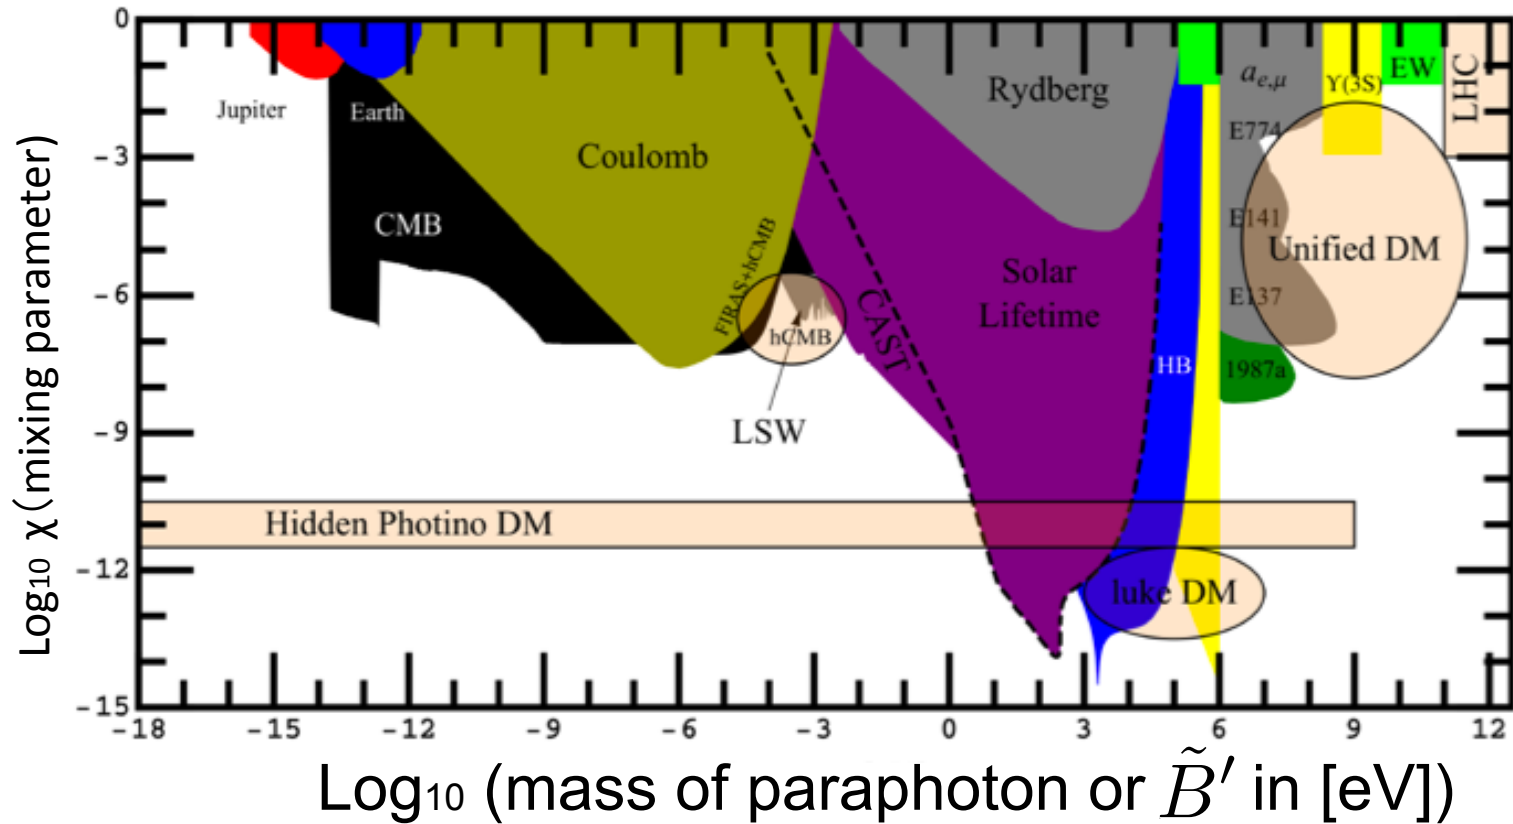 Log10 χ (mixing parameter)
0
-3
-6
-9
-12
-15
Jupiter
Earth
CMB
Coulomb
FIRAS+hCMB
hCMB
LSW
CAST
Rydberg
Solar
Lifetime
HB
a e,μ
E774
E141
E137
1987a
Υ(3S)
EW
LHC
Unified DM
Hidden Photino DM
luke DM
-18 -15 -12 -9 -6 -3 0 3 6 9 12
Log10 (mass of paraphoton or B̃′ in [eV])